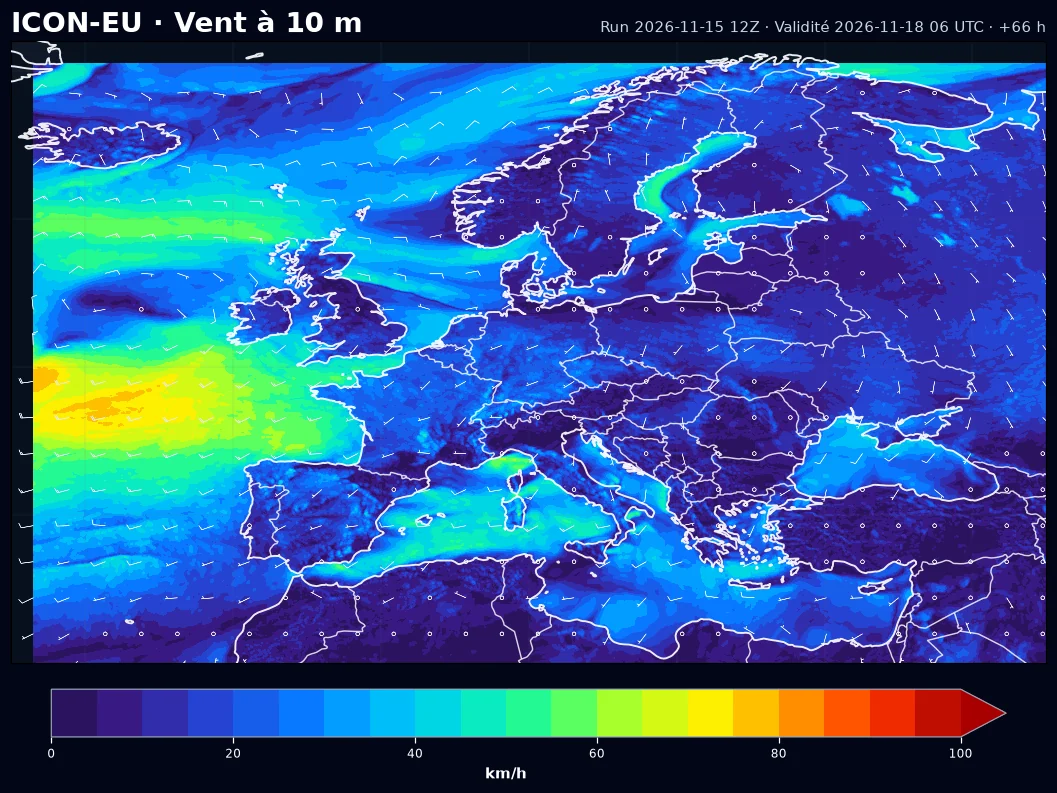 ICON-EU · Vent à 10 m
Run 2026-11-15 12Z · Validité 2026-11-18 06 UTC · +66 h
0 20 40 60 80 100
km/h